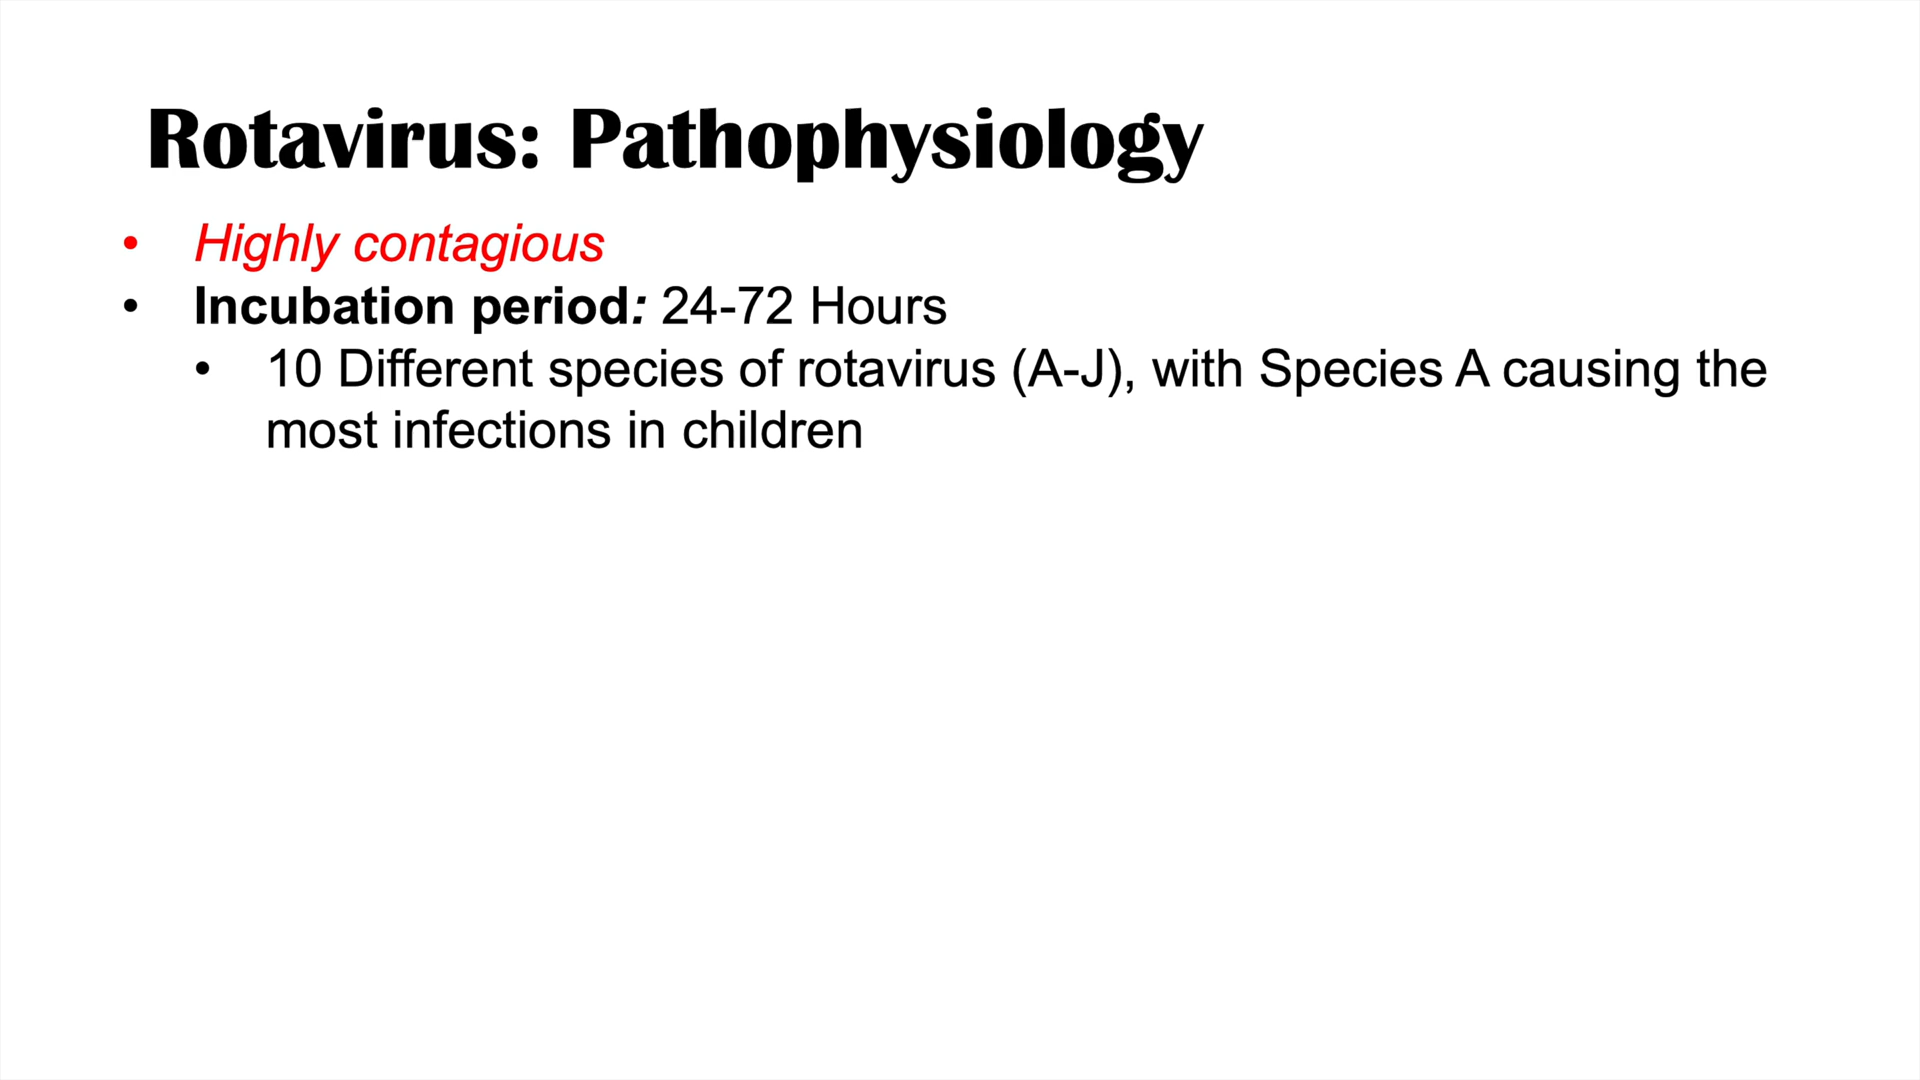 Rotavirus: Pathophysiology
• Highly contagious
• Incubation period: 24-72 Hours
• 10 Different species of rotavirus (A-J), with Species A causing the
most infections in children